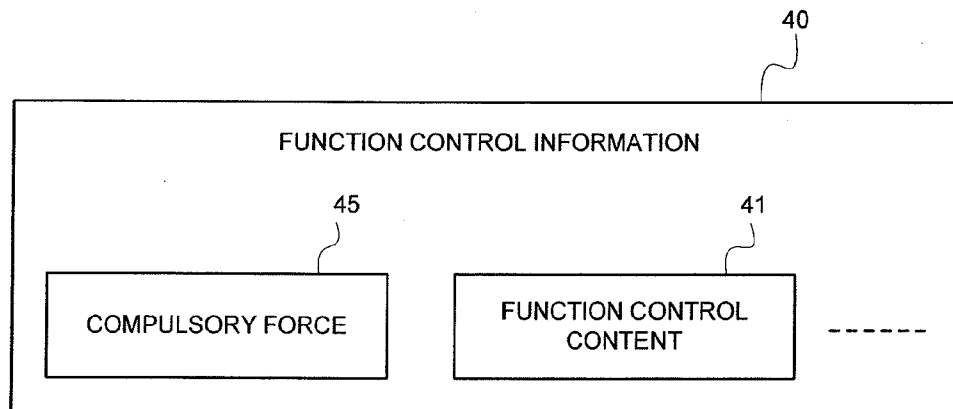 40
FUNCTION CONTROL INFORMATION
45
41
COMPULSORY FORCE
FUNCTION CONTROL
CONTENT